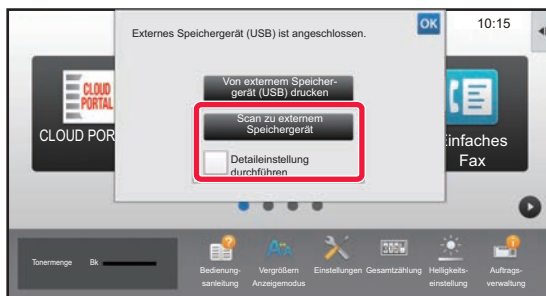 Externes Speichergerät (USB) ist angeschlossen.
OK
10:15
Von externem Speicher-
gerät (USB) drucken
Scan zu externem
Speichergerät
Detaileinstellung
durchführen
CLOUD
PORTAL
CLOUD POR
infaches
Fax
Tonermenge
Bk
Bedienung-
sanleitung
Vergrößern
Anzeigemodus
Einstellungen
Gesamtzählung
Helligkeits-
einstellung
Auftrags-
verwaltung